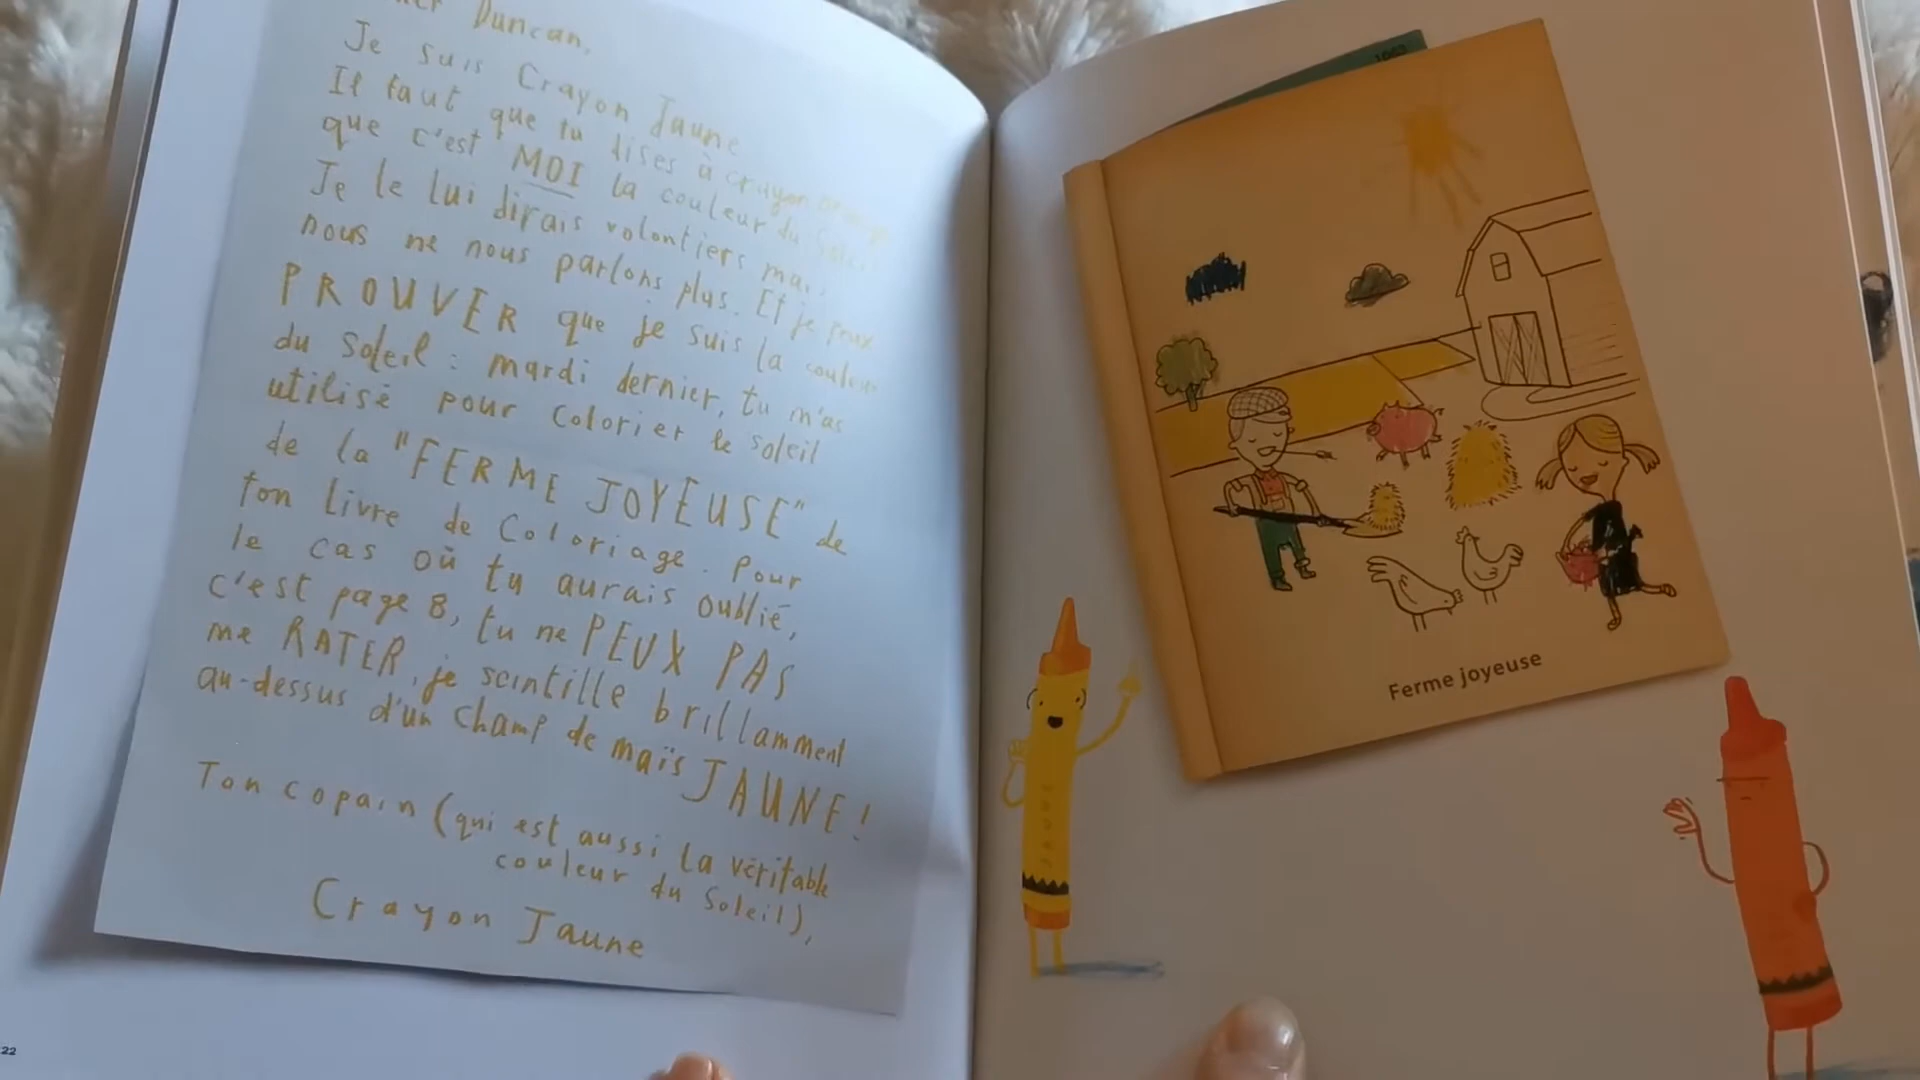 Duncan,
Je suis Crayon Jaune
Il faut que tu dises à crayon orange
que c'est MOI la couleur du Soleil
Je le lui dirais volontiers mais
nous ne nous parlons plus. Et je peux
PROUVER que je suis la couleur
du Soleil : mardi dernier, tu m'as
utilisé pour colorier le soleil
de la "FERME JOYEUSE" de
ton livre de coloriage. Pour
le cas où tu aurais oublié,
c'est page 8, tu ne PEUX PAS
me RATER, je scintille brillamment
au-dessus d'un champ de maïs JAUNE !
Ton copain (qui est aussi la véritable
couleur du Soleil),
Crayon Jaune
22
Ferme joyeuse